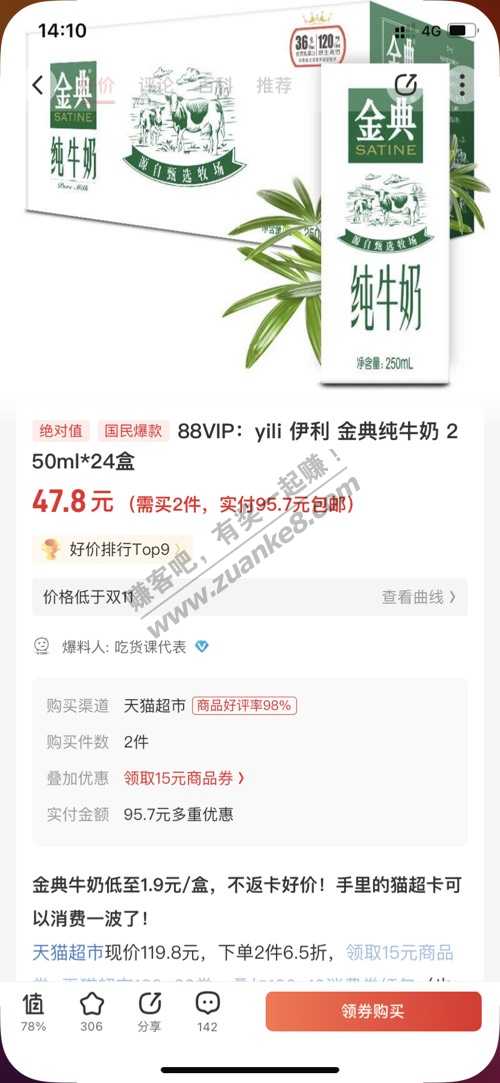 14:10
4G
价
评论
百科
推荐
36
120
金典
SATINE
纯牛奶
Pure Milk
源自甄选牧场
金典
SATINE
源自甄选牧场
纯牛奶
净含量:250mL
绝对值 国民爆款 88VIP：yili 伊利 金典纯牛奶 2
50ml*24盒
47.8元（需买2件，实付95.7元包邮）
好价排行Top9
价格低于双11
查看曲线
爆料人: 吃货课代表
赚客吧，有奖一起赚！
www.zuanke8.com
购买渠道 天猫超市 商品好评率98%
购买件数 2件
叠加优惠 领取15元商品券
实付金额 95.7元多重优惠
金典牛奶低至1.9元/盒，不返卡好价！手里的猫超卡可
以消费一波了！
天猫超市现价119.8元，下单2件6.5折，领取15元商品
值
78%
306
分享
142
领券购买